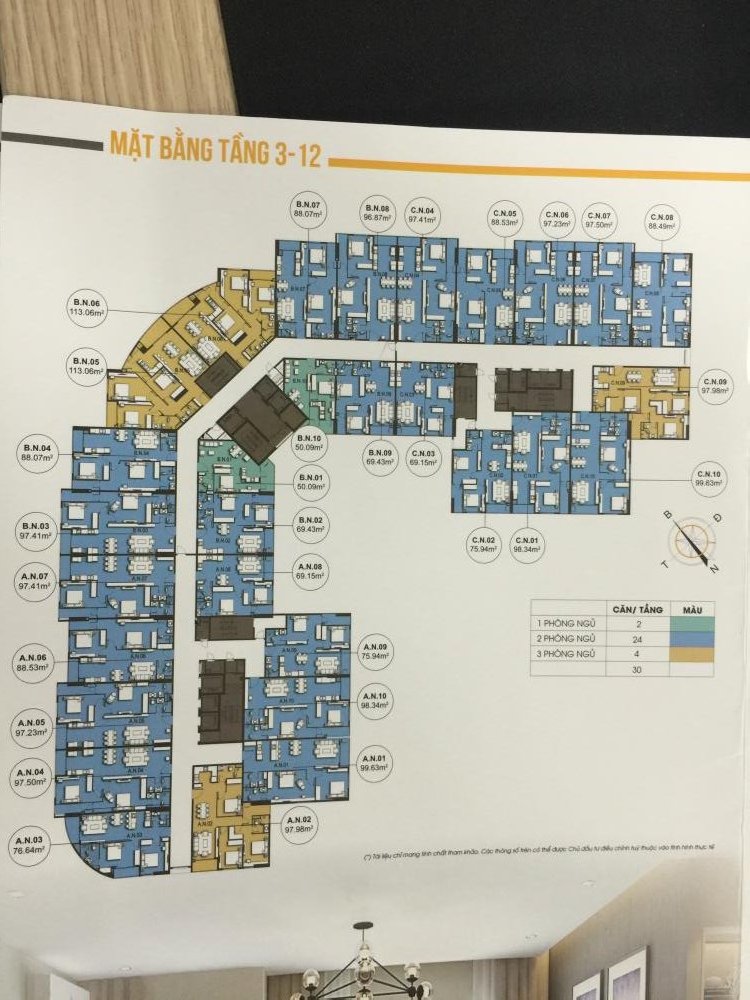 MẶT BẰNG TẦNG 3-12
B.N.07
88.07m²
B.N.08
96.87m²
C.N.04
97.41m²
C.N.05
88.53m²
C.N.06
97.23m²
C.N.07
97.50m²
C.N.08
88.49m²
B.N.06
113.06m²
B.N.05
113.06m²
C.N.09
97.98m²
B.N.04
88.07m²
B.N.10
50.09m²
B.N.09
69.43m²
C.N.03
69.15m²
B.N.01
50.09m²
C.N.10
99.63m²
B.N.03
97.41m²
B.N.02
69.43m²
C.N.02
75.94m²
C.N.01
98.34m²
B
Đ
T
N
A.N.07
97.41m²
A.N.08
69.15m²
CĂN/ TẦNG MÀU
1 PHÒNG NGỦ 2
2 PHÒNG NGỦ 24
3 PHÒNG NGỦ 4
30
A.N.06
88.53m²
A.N.09
75.94m²
A.N.05
97.23m²
A.N.10
98.34m²
A.N.04
97.50m²
A.N.01
99.63m²
A.N.03
76.64m²
A.N.02
97.98m²
(*) Tài liệu chỉ mang tính chất tham khảo. Các thông số trên có thể được Chủ đầu tư điều chỉnh tuỳ thuộc vào tình hình thực tế